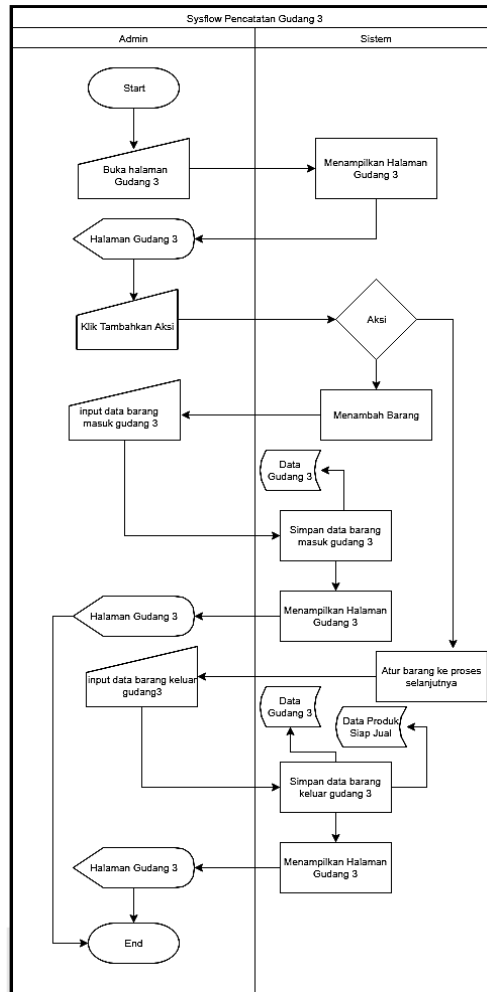 Sysflow Pencatatan Gudang 3
Admin
Sistem
Start
Buka halaman
Gudang 3
Menampilkan Halaman
Gudang 3
Halaman Gudang 3
Klik Tambahkan Aksi
Aksi
input data barang
masuk gudang 3
Menambah Barang
Data
Gudang 3
Simpan data barang
masuk gudang 3
Halaman Gudang 3
Menampilkan Halaman
Gudang 3
input data barang keluar
gudang3
Atur barang ke proses
selanjutnya
Data
Gudang 3
Data Produk
Siap Jual
Simpan data barang
keluar gudang 3
Halaman Gudang 3
Menampilkan Halaman
Gudang 3
End